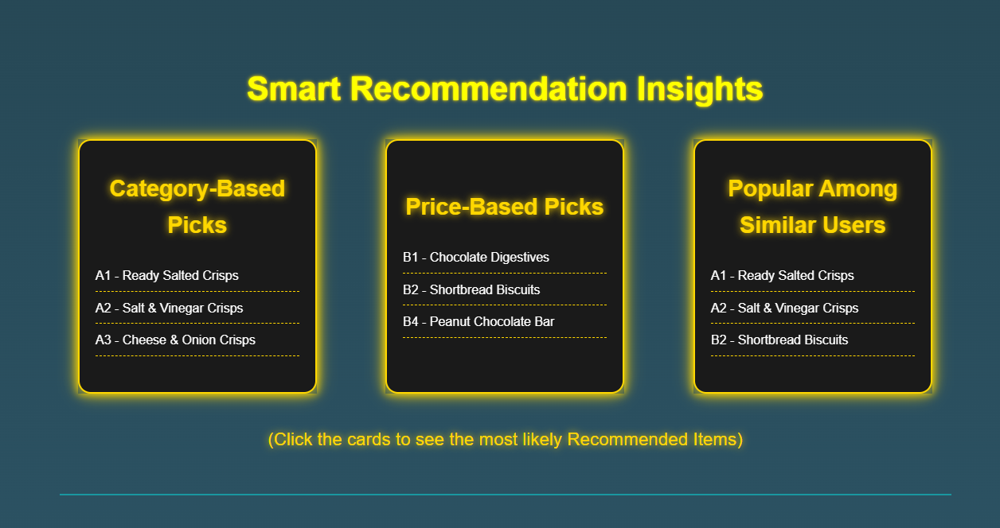 Smart Recommendation Insights
Category-Based
Picks
A1 - Ready Salted Crisps
A2 - Salt & Vinegar Crisps
A3 - Cheese & Onion Crisps
Price-Based Picks
B1 - Chocolate Digestives
B2 - Shortbread Biscuits
B4 - Peanut Chocolate Bar
Popular Among
Similar Users
A1 - Ready Salted Crisps
A2 - Salt & Vinegar Crisps
B2 - Shortbread Biscuits
(Click the cards to see the most likely Recommended Items)